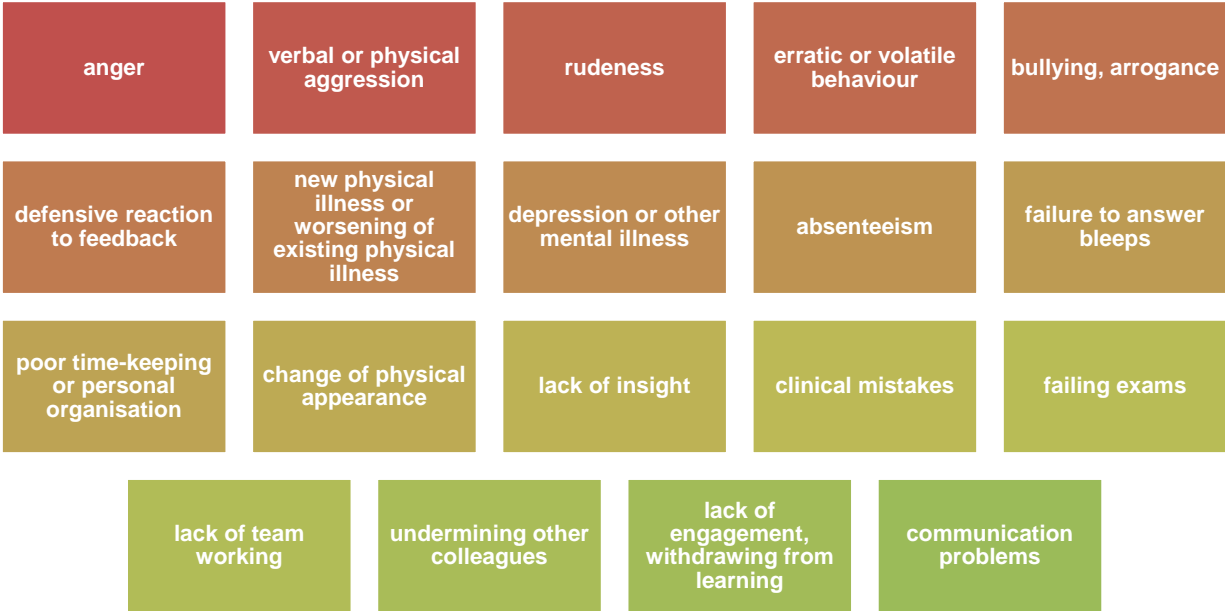 anger
verbal or physical
aggression
rudeness
erratic or volatile
behaviour
bullying, arrogance
defensive reaction
to feedback
new physical
illness or
worsening of
existing physical
illness
depression or other
mental illness
absenteeism
failure to answer
bleeps
poor time-keeping
or personal
organisation
change of physical
appearance
lack of insight
clinical mistakes
failing exams
lack of team
working
undermining other
colleagues
lack of
engagement,
withdrawing from
learning
communication
problems